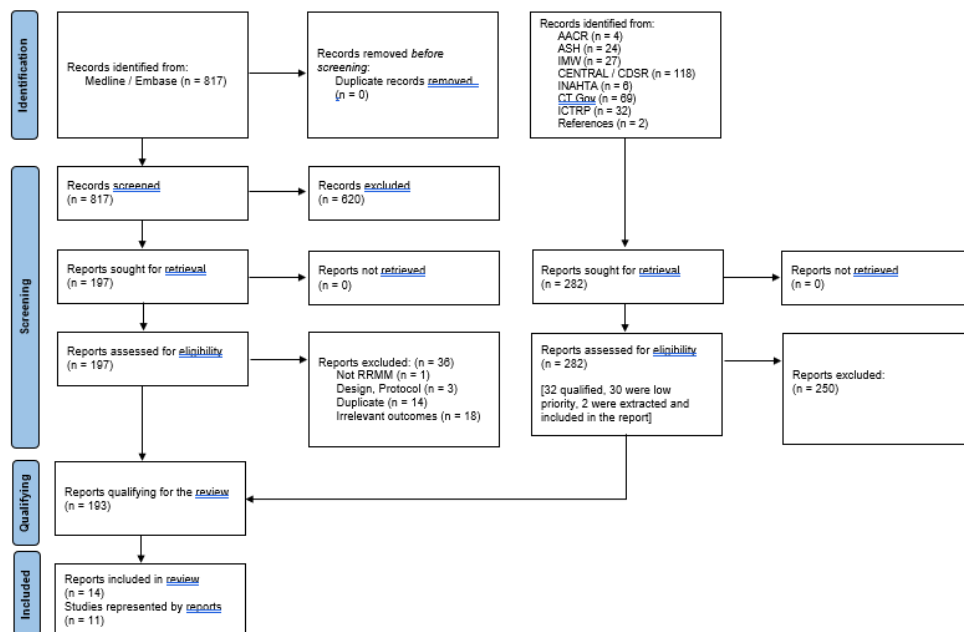 Identification
Records identified from:
Medline / Embase (n = 817)
Records removed before
screening:
Duplicate records removed
(n = 0)
Records identified from:
AACR (n = 4)
ASH (n = 24)
IMW (n = 27)
CENTRAL / CDSR (n = 118)
INAHTA (n = 6)
CT.Gov (n = 69)
ICTRP (n = 32)
References (n = 2)
Screening
Records screened
(n = 817)
Records excluded
(n = 620)
Reports sought for retrieval
(n = 197)
Reports not retrieved
(n = 0)
Reports sought for retrieval
(n = 282)
Reports not retrieved
(n = 0)
Reports assessed for eligibility
(n = 197)
Reports excluded: (n = 36)
Not RRMM (n = 1)
Design, Protocol (n = 3)
Duplicate (n = 14)
Irrelevant outcomes (n = 18)
Reports assessed for eligibility
(n = 282)
[32 qualified, 30 were low
priority, 2 were extracted and
included in the report]
Reports excluded:
(n = 250)
Qualifying
Reports qualifying for the review
(n = 193)
Included
Reports included in review
(n = 14)
Studies represented by reports
(n = 11)